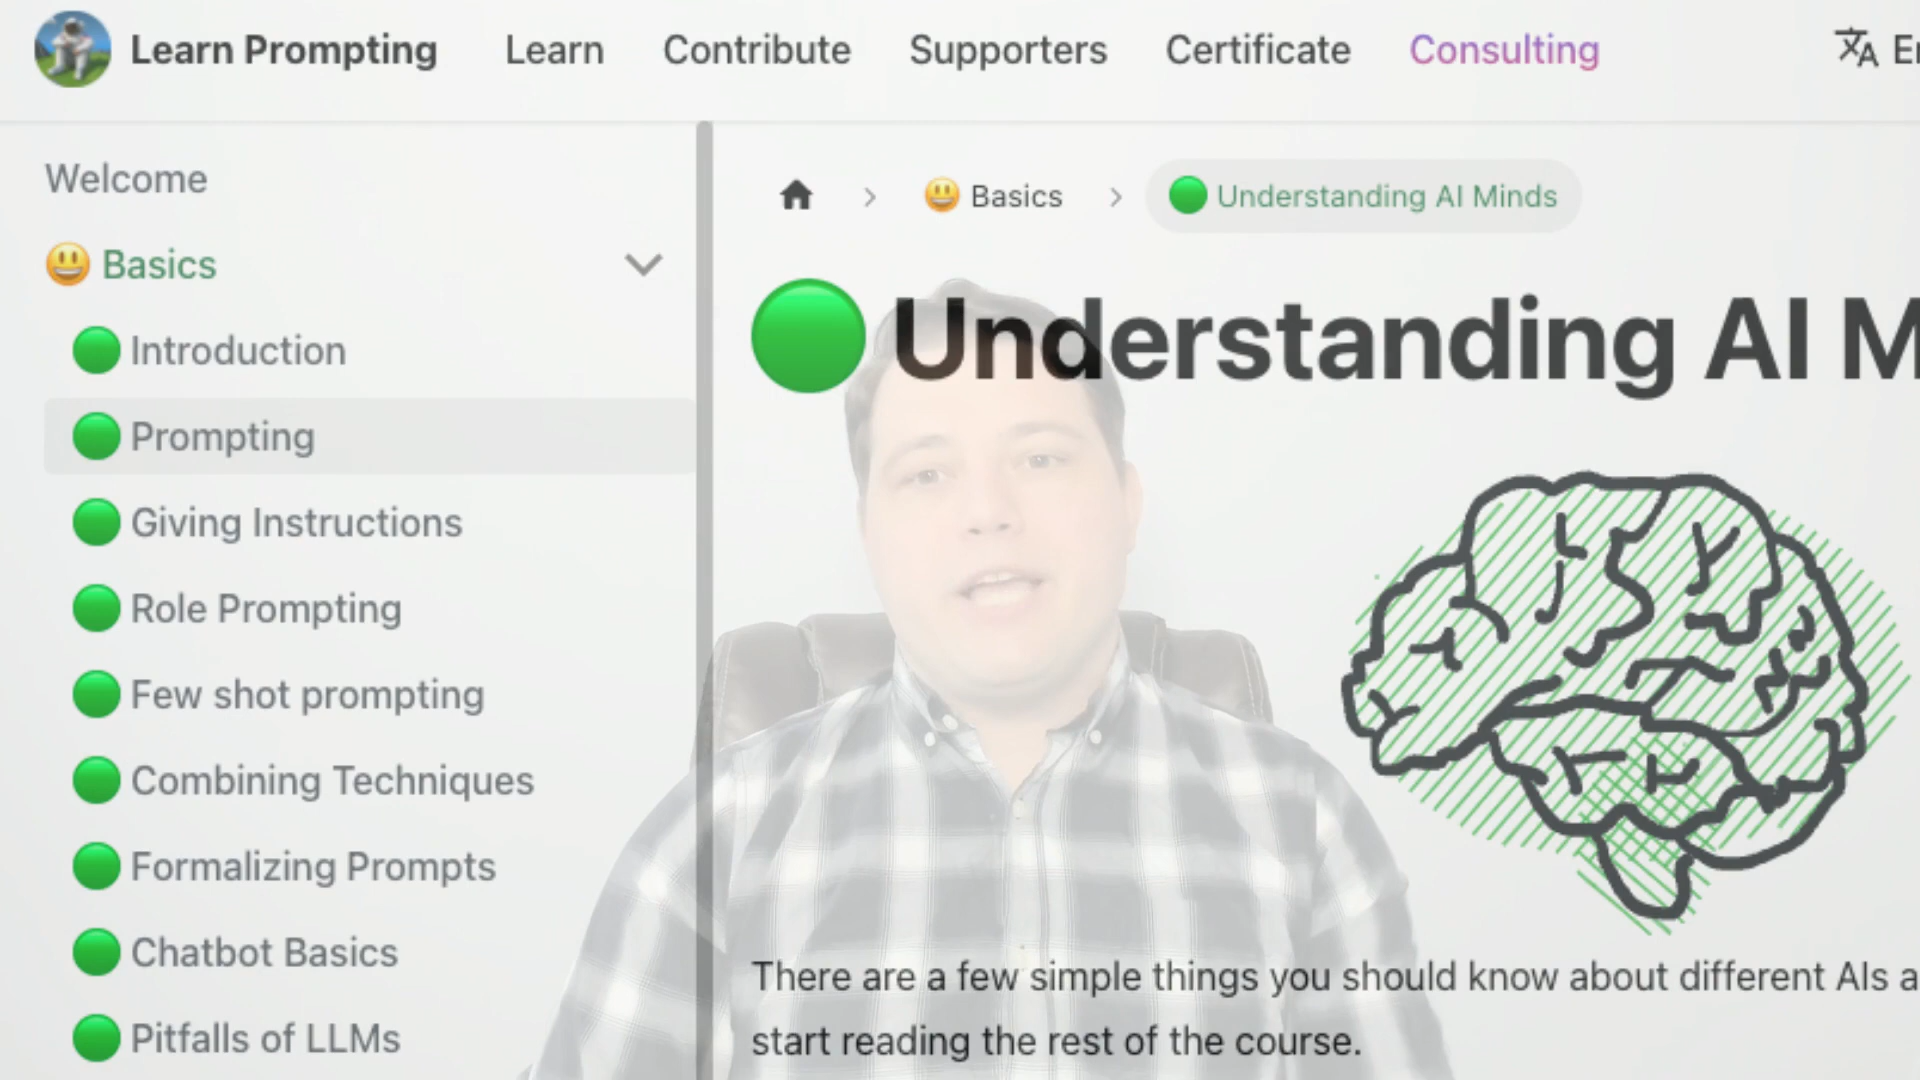 Learn Prompting Learn Contribute Supporters Certificate Consulting
Welcome
Basics
Introduction
Prompting
Giving Instructions
Role Prompting
Few shot prompting
Combining Techniques
Formalizing Prompts
Chatbot Basics
Pitfalls of LLMs
Basics > Understanding AI Minds
Understanding AI
There are a few simple things you should know about different AIs
start reading the rest of the course.